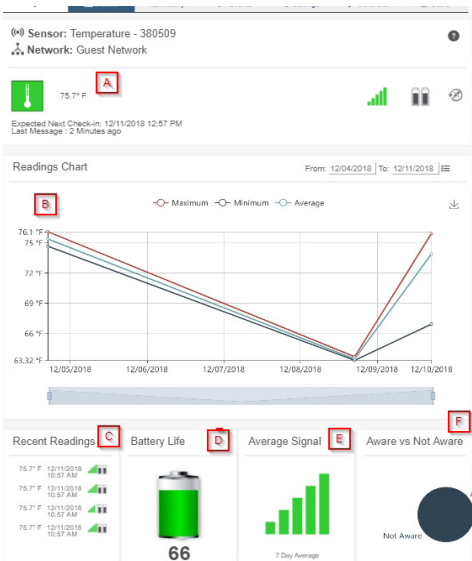 Sensor: Temperature - 380509
Network: Guest Network
A
75.7° F
Expected Next Check-in: 12/11/2018 12:57 PM
Last Message : 2 Minutes ago
Readings Chart
From: 12/04/2018 To: 12/11/2018
B
Maximum Minimum Average
76.1 °F
75 °F
72 °F
69 °F
66 °F
63.32 °F
12/05/2018 12/06/2018 12/07/2018 12/08/2018 12/09/2018 12/10/2018
F
Recent Readings C Battery Life D Average Signal E Aware vs Not Aware
75.7° F 12/11/2018
10:57 AM
75.7° F 12/11/2018
10:57 AM
75.7° F 12/11/2018
10:57 AM
75.7° F 12/11/2018
10:57 AM
Not Aware
66
7 Day Average